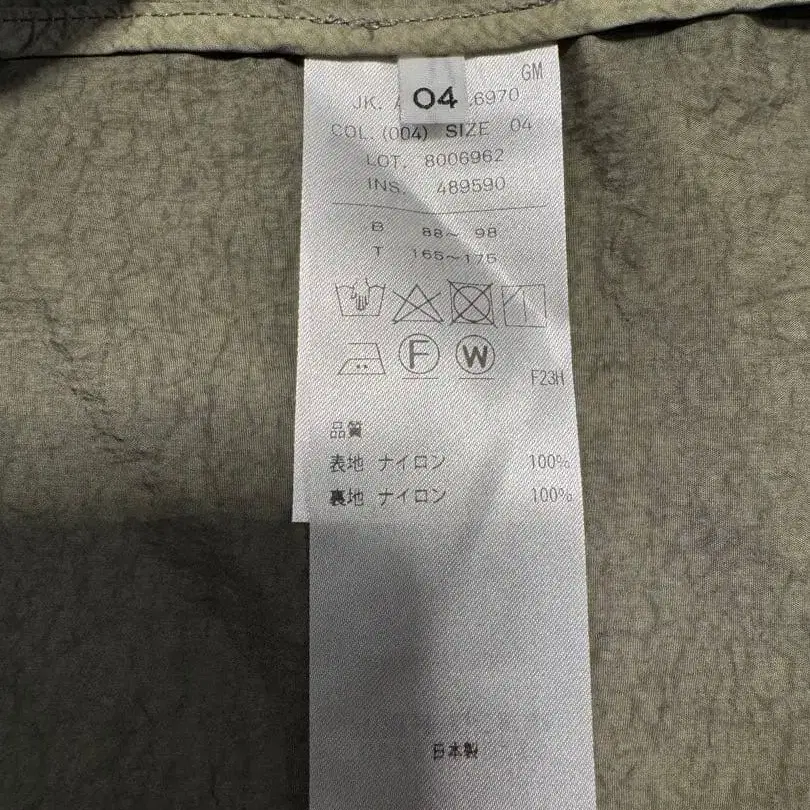 GM
04
JK. 6970
COL. (004) SIZE 04
LOT. 8006962
INS. 489590
B 88~ 98
T 165~175
F W
F23H
品質
表地 ナイロン 100%
裏地 ナイロン 100%
日本製